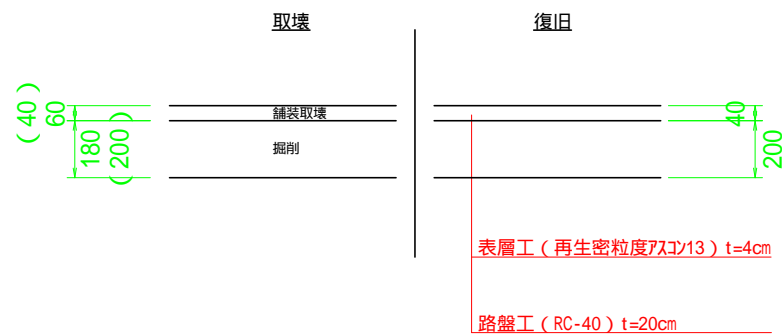 取壊
復旧
(40)
60
舗装取壊
40
180
(200)
掘削
200
表層工(再生密粒度ｱｽｺﾝ13)t=4cm
路盤工(RC-40)t=20cm